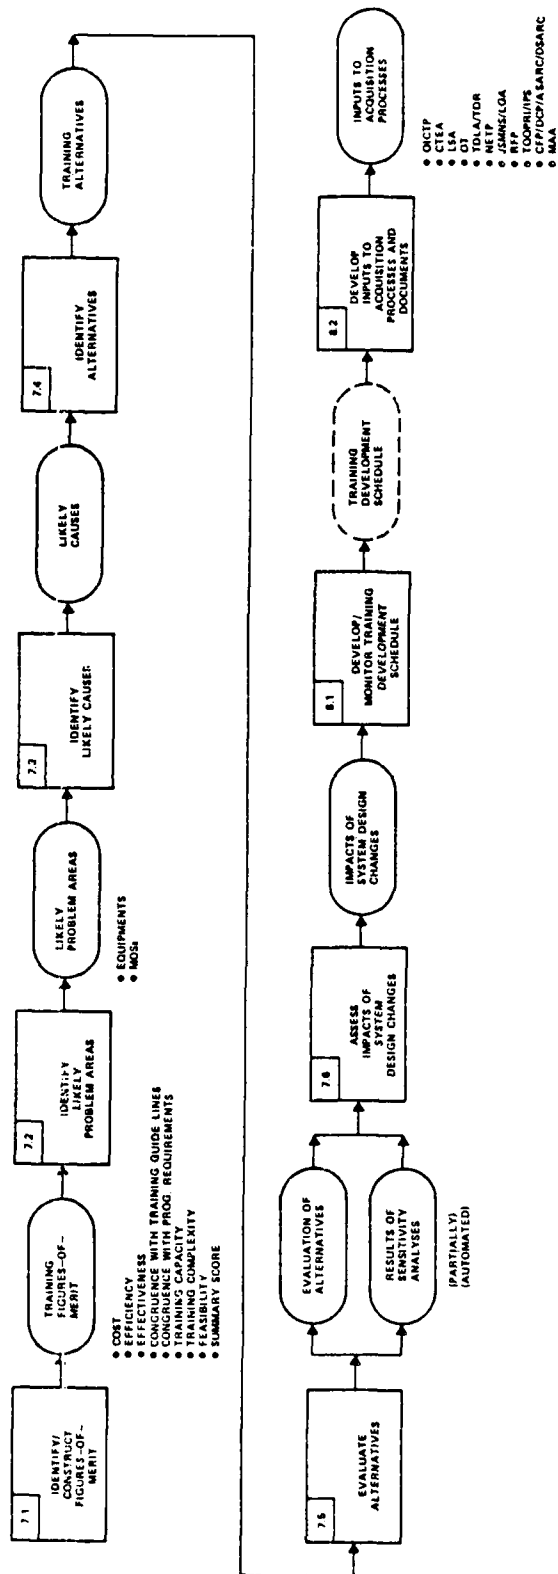 7.1
IDENTIFY/
CONSTRUCT
FIGURES-OF-
MERIT
TRAINING
FIGURES-OF-
MERIT
● COST
● EFFICIENCY
● EFFECTIVENESS
● CONGRUENCE WITH TRAINING GUIDE LINES
● CONGRUENCE WITH PROG. REQUIREMENTS
● TRAINING CAPACITY
● TRAINING COMPLEXITY
● FEASIBILITY
● SUMMARY SCORE
7.2
IDENTIFY
LIKELY
PROBLEM AREAS
LIKELY
PROBLEM AREAS
● EQUIPMENTS
● MOSs
7.3
IDENTIFY
LIKELY CAUSES
LIKELY
CAUSES
7.4
IDENTIFY
ALTERNATIVES
TRAINING
ALTERNATIVES
7.5
EVALUATE
ALTERNATIVES
EVALUATION OF
ALTERNATIVES
RESULTS OF
SENSITIVITY
ANALYSES
(PARTIALLY)
(AUTOMATED)
7.6
ASSESS
IMPACTS OF
SYSTEM
DESIGN CHANGES
IMPACTS OF
SYSTEM DESIGN
CHANGES
8.1
DEVELOP/
MONITOR TRAINING
DEVELOPMENT
SCHEDULE
TRAINING
DEVELOPMENT
SCHEDULE
8.2
DEVELOP
INPUTS TO
ACQUISITION
PROCESSES AND
DOCUMENTS
INPUTS TO
ACQUISITION
PROCESSES
● OICTP
● CTEA
● LSA
● OT
● TDLA/TDR
● NETP
● JSMNS/LOA
● RFP
● TQQPRI/IPS
● CFP/DCP/ASARC/DSARC
● MAA